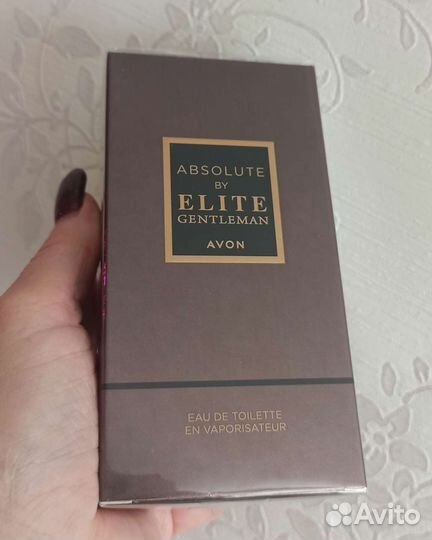 ABSOLUTE
BY
ELITE
GENTLEMAN
AVON
EAU DE TOILETTE
EN VAPORISATEUR
Avito